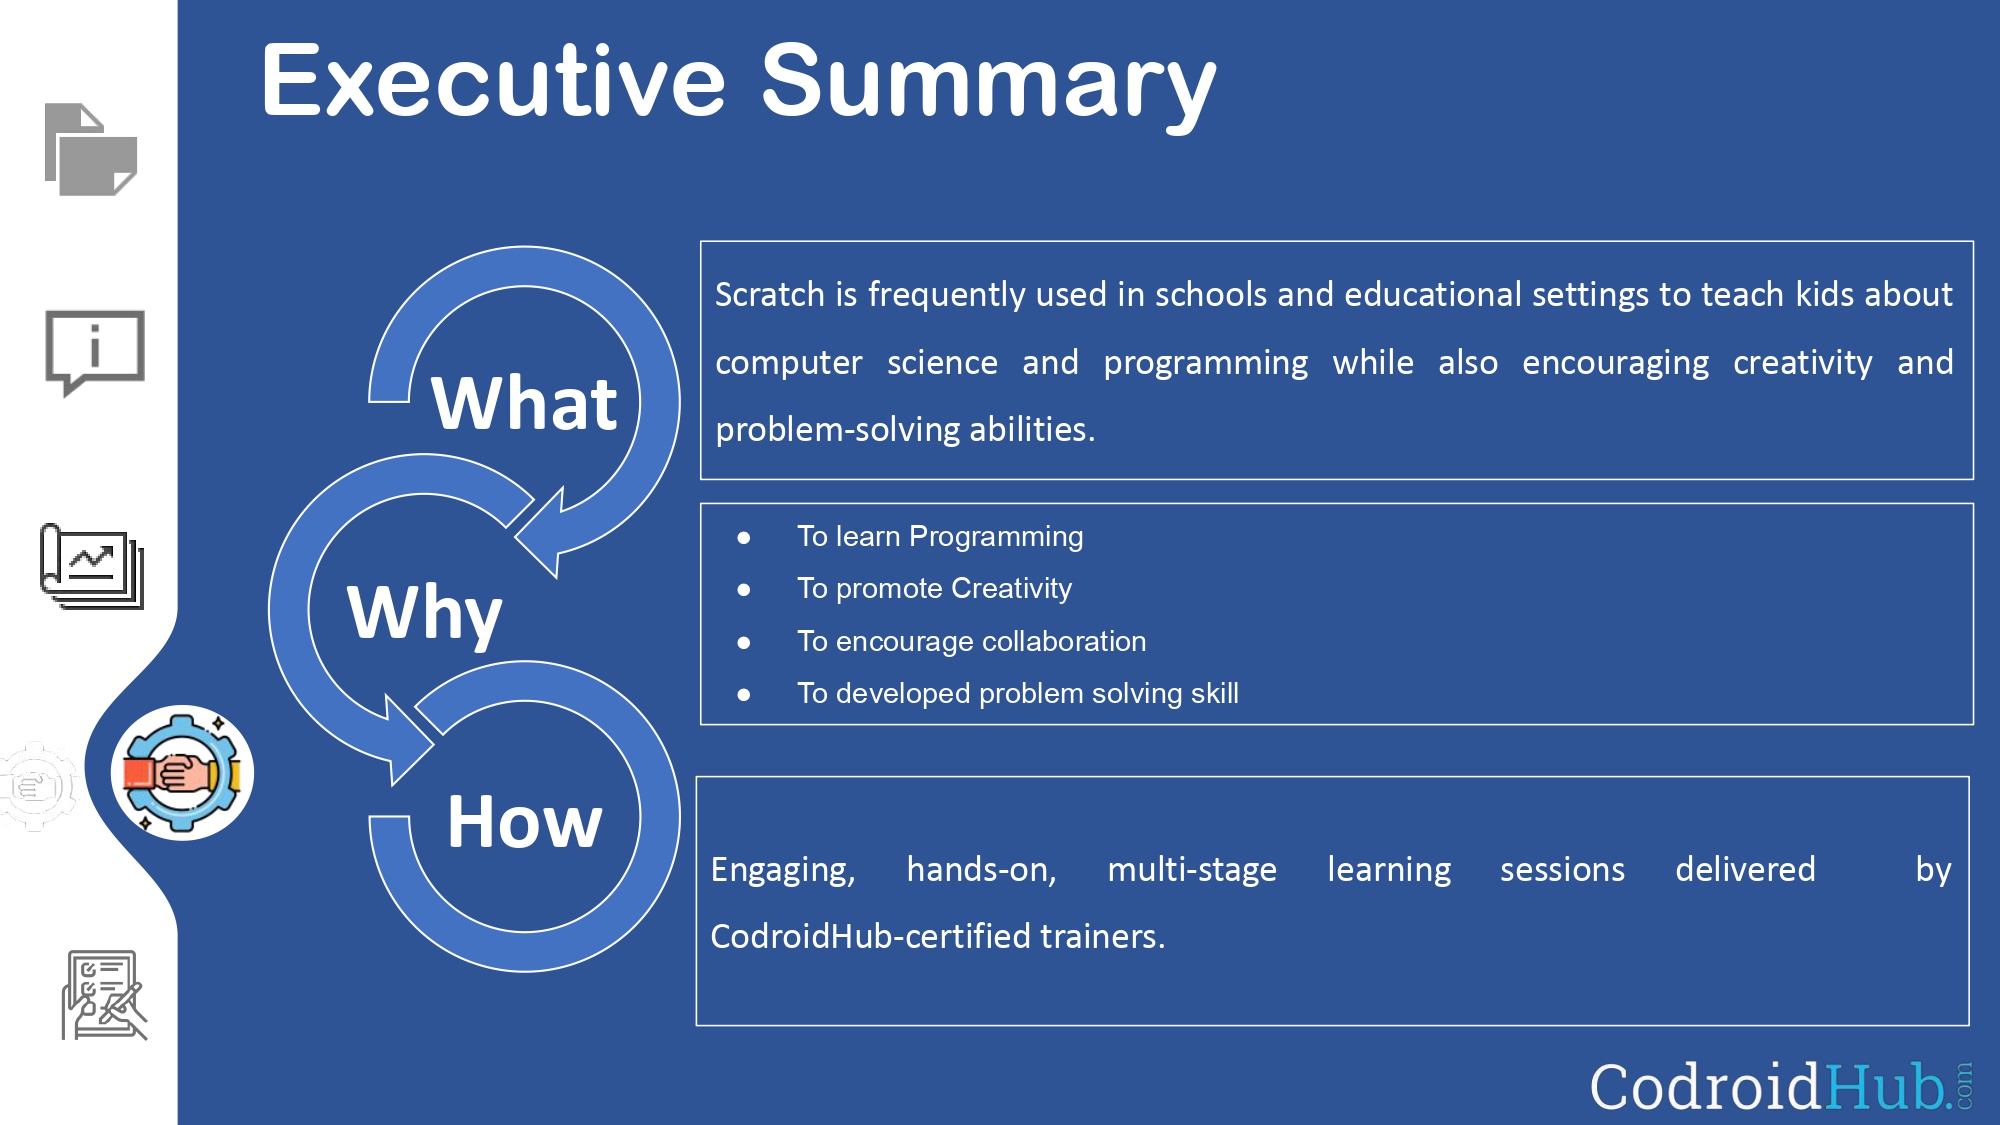 Executive Summary
What
Scratch is frequently used in schools and educational settings to teach kids about
computer science and programming while also encouraging creativity and
problem-solving abilities.
Why
● To learn Programming
● To promote Creativity
● To encourage collaboration
● To developed problem solving skill
How
Engaging, hands-on, multi-stage learning sessions delivered by
CodroidHub-certified trainers.
i
CodroidHub.com